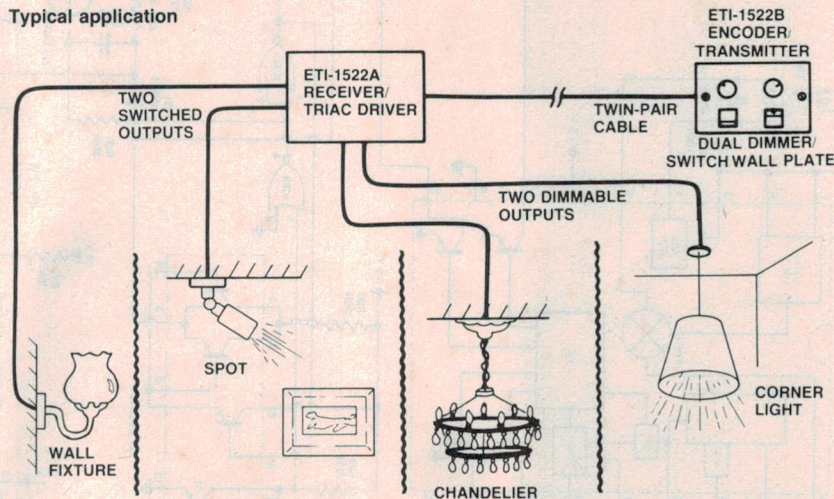 Typical application
ETI-1522B
ENCODER/
TRANSMITTER
ETI-1522A
RECEIVER/
TRIAC DRIVER
TWO
SWITCHED
OUTPUTS
TWIN-PAIR
CABLE
DUAL DIMMER/
SWITCH WALL PLATE
TWO DIMMABLE
OUTPUTS
SPOT
CORNER
LIGHT
WALL
FIXTURE
CHANDELIER